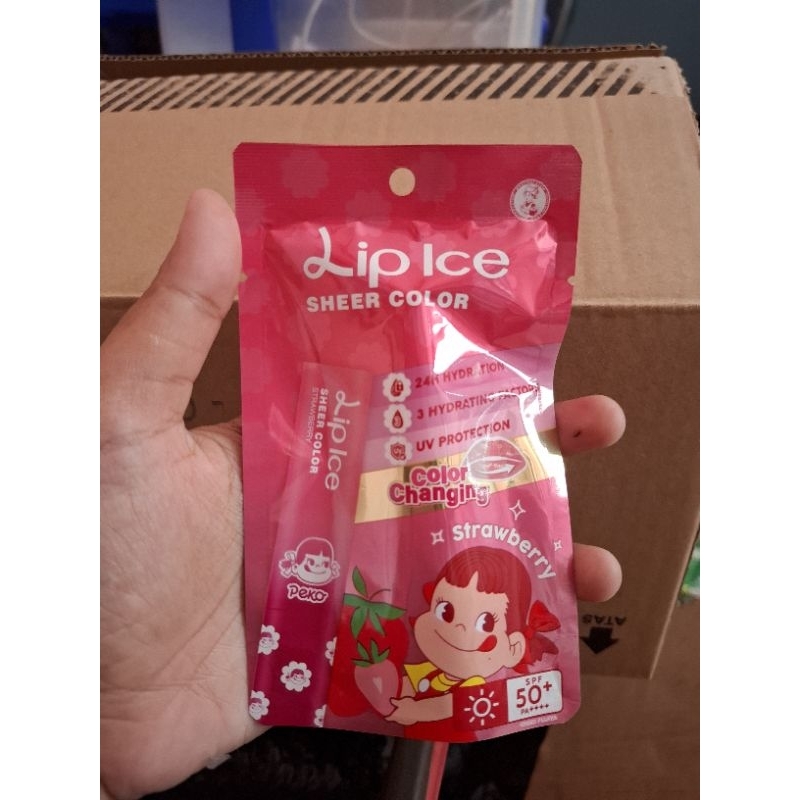 Lip Ice
SHEER COLOR
24H HYDRATION
3 HYDRATING FACTORS
UV PROTECTION
Color
Changing
Strawberry
Lip Ice
SHEER COLOR
STRAWBERRY
Peko
SPF
50+
PA++++
ATAS